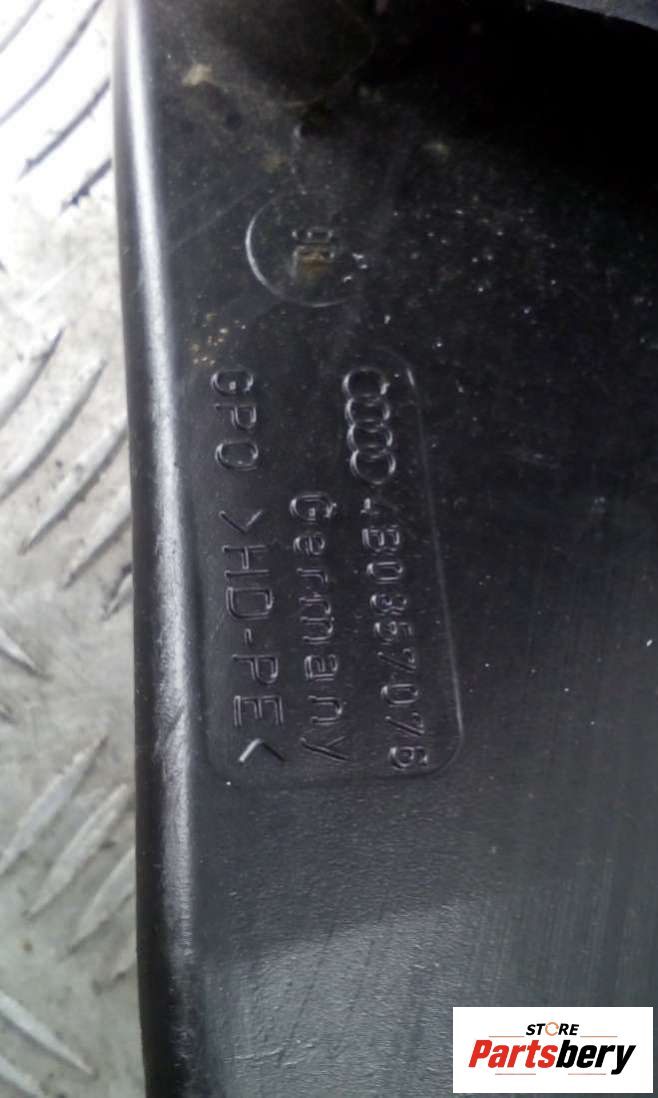 4B0857076
Germany
GPO >HD-PE<
STORE
Partsbery